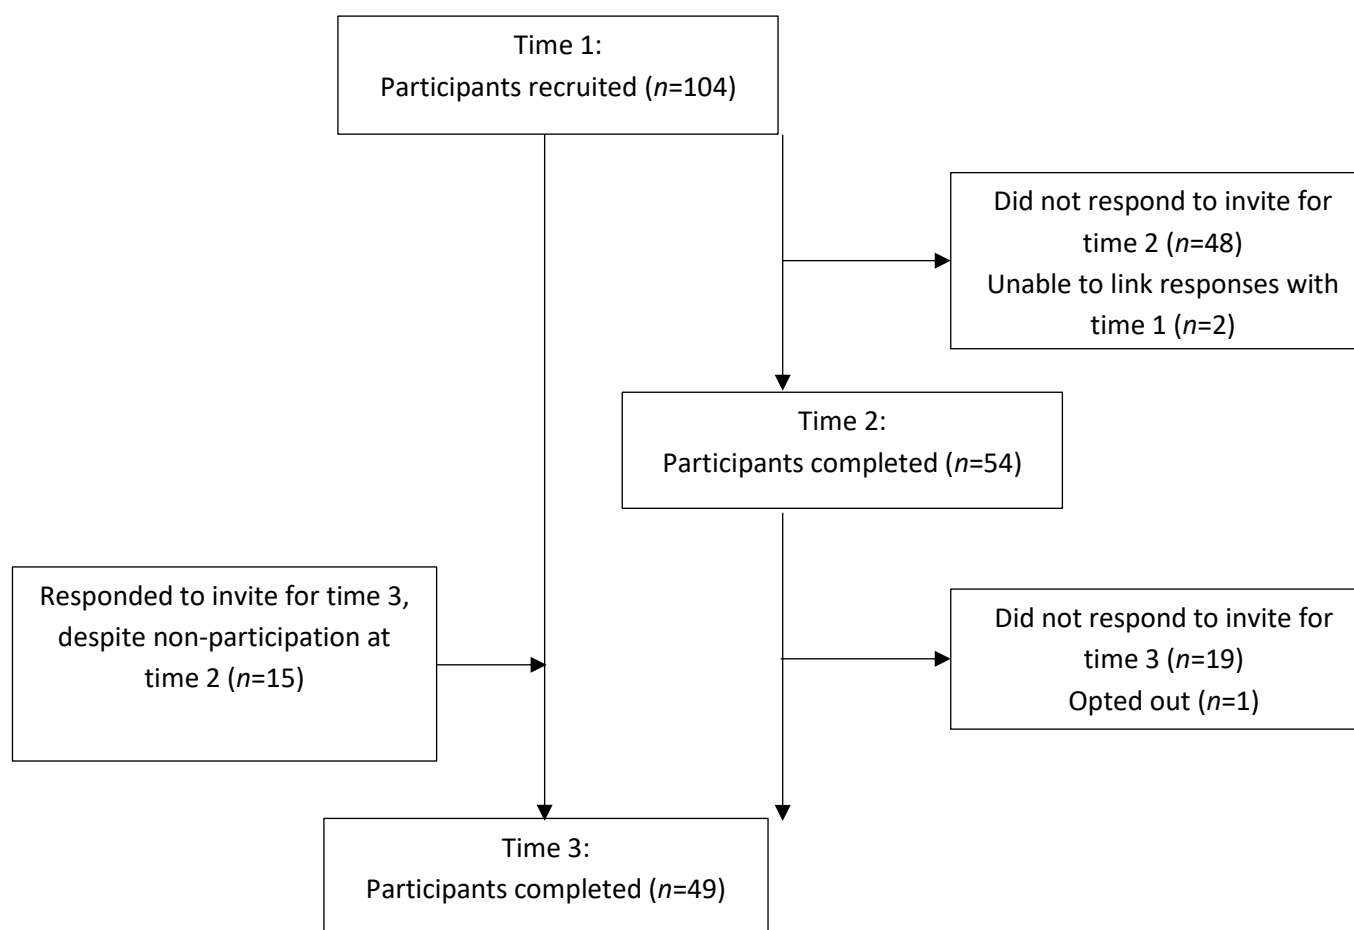 Time 1:
Participants recruited (n=104)
Did not respond to invite for
time 2 (n=48)
Unable to link responses with
time 1 (n=2)
Time 2:
Participants completed (n=54)
Responded to invite for time 3,
despite non-participation at
time 2 (n=15)
Did not respond to invite for
time 3 (n=19)
Opted out (n=1)
Time 3:
Participants completed (n=49)